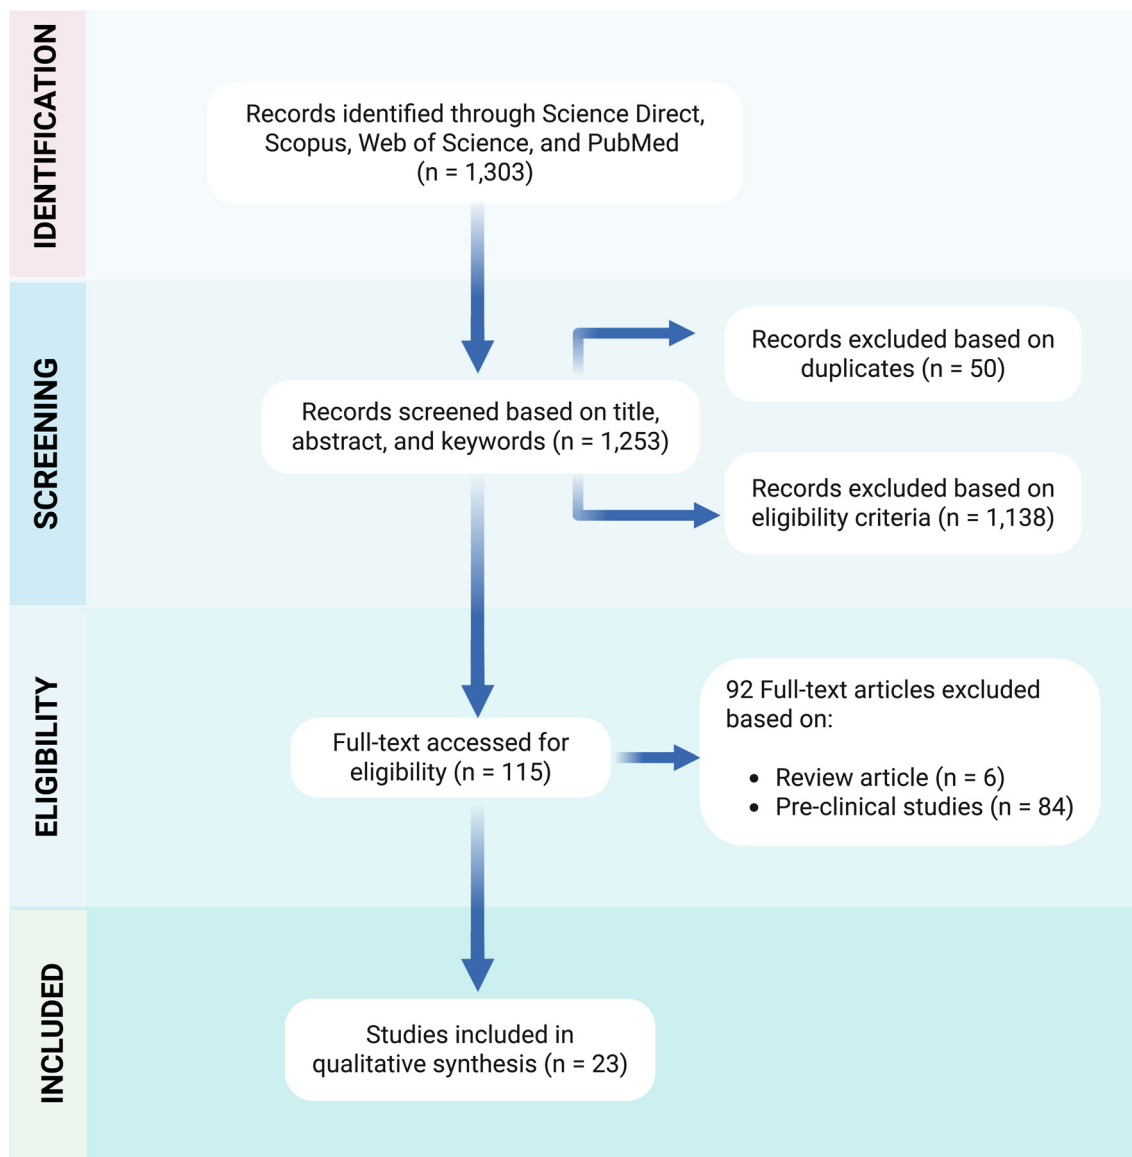 IDENTIFICATION
Records identified through Science Direct,
Scopus, Web of Science, and PubMed
(n = 1,303)
SCREENING
Records excluded based on
duplicates (n = 50)
Records screened based on title,
abstract, and keywords (n = 1,253)
Records excluded based on
eligibility criteria (n = 1,138)
ELIGIBILITY
92 Full-text articles excluded
based on:
Full-text accessed for
eligibility (n = 115)
• Review article (n = 6)
• Pre-clinical studies (n = 84)
INCLUDED
Studies included in
qualitative synthesis (n = 23)